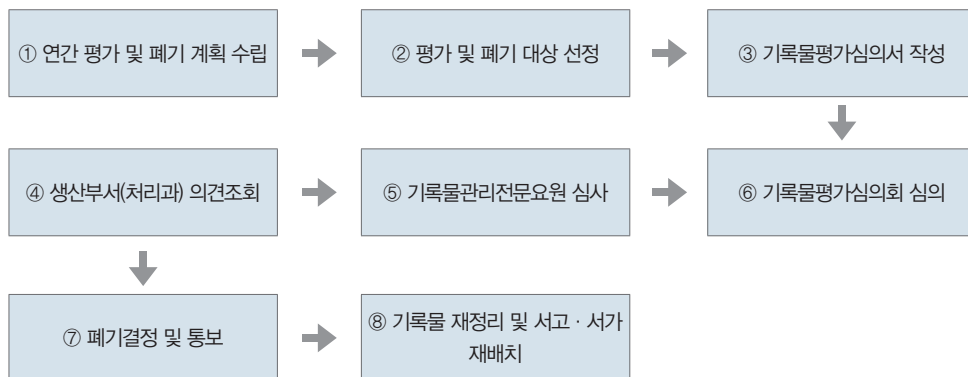 ① 연간 평가 및 폐기 계획 수립
② 평가 및 폐기 대상 선정
③ 기록물평가심의서 작성
④ 생산부서(처리과) 의견조회
⑤ 기록물관리전문요원 심사
⑥ 기록물평가심의회 심의
⑦ 폐기결정 및 통보
⑧ 기록물 재정리 및 서고 · 서가
재배치